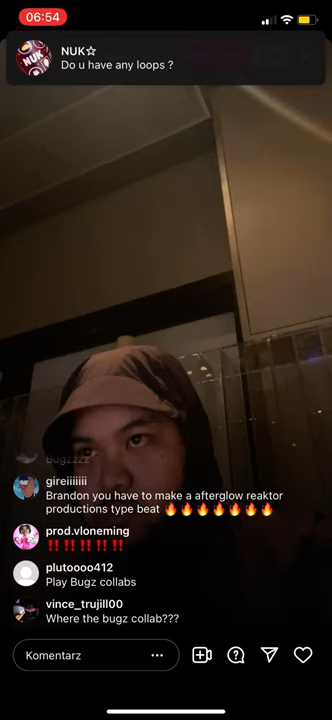 06:54
NUK☆
Do u have any loops ?
NUK
Bugzzzz
gireiiiiiii
Brandon you have to make a afterglow reaktor
productions type beat 🔥🔥🔥🔥🔥🔥🔥
prod.vloneming
‼️‼️‼️‼️‼️
plutoooo412
Play Bugz collabs
vince_trujill00
Where the bugz collab???
Komentarz